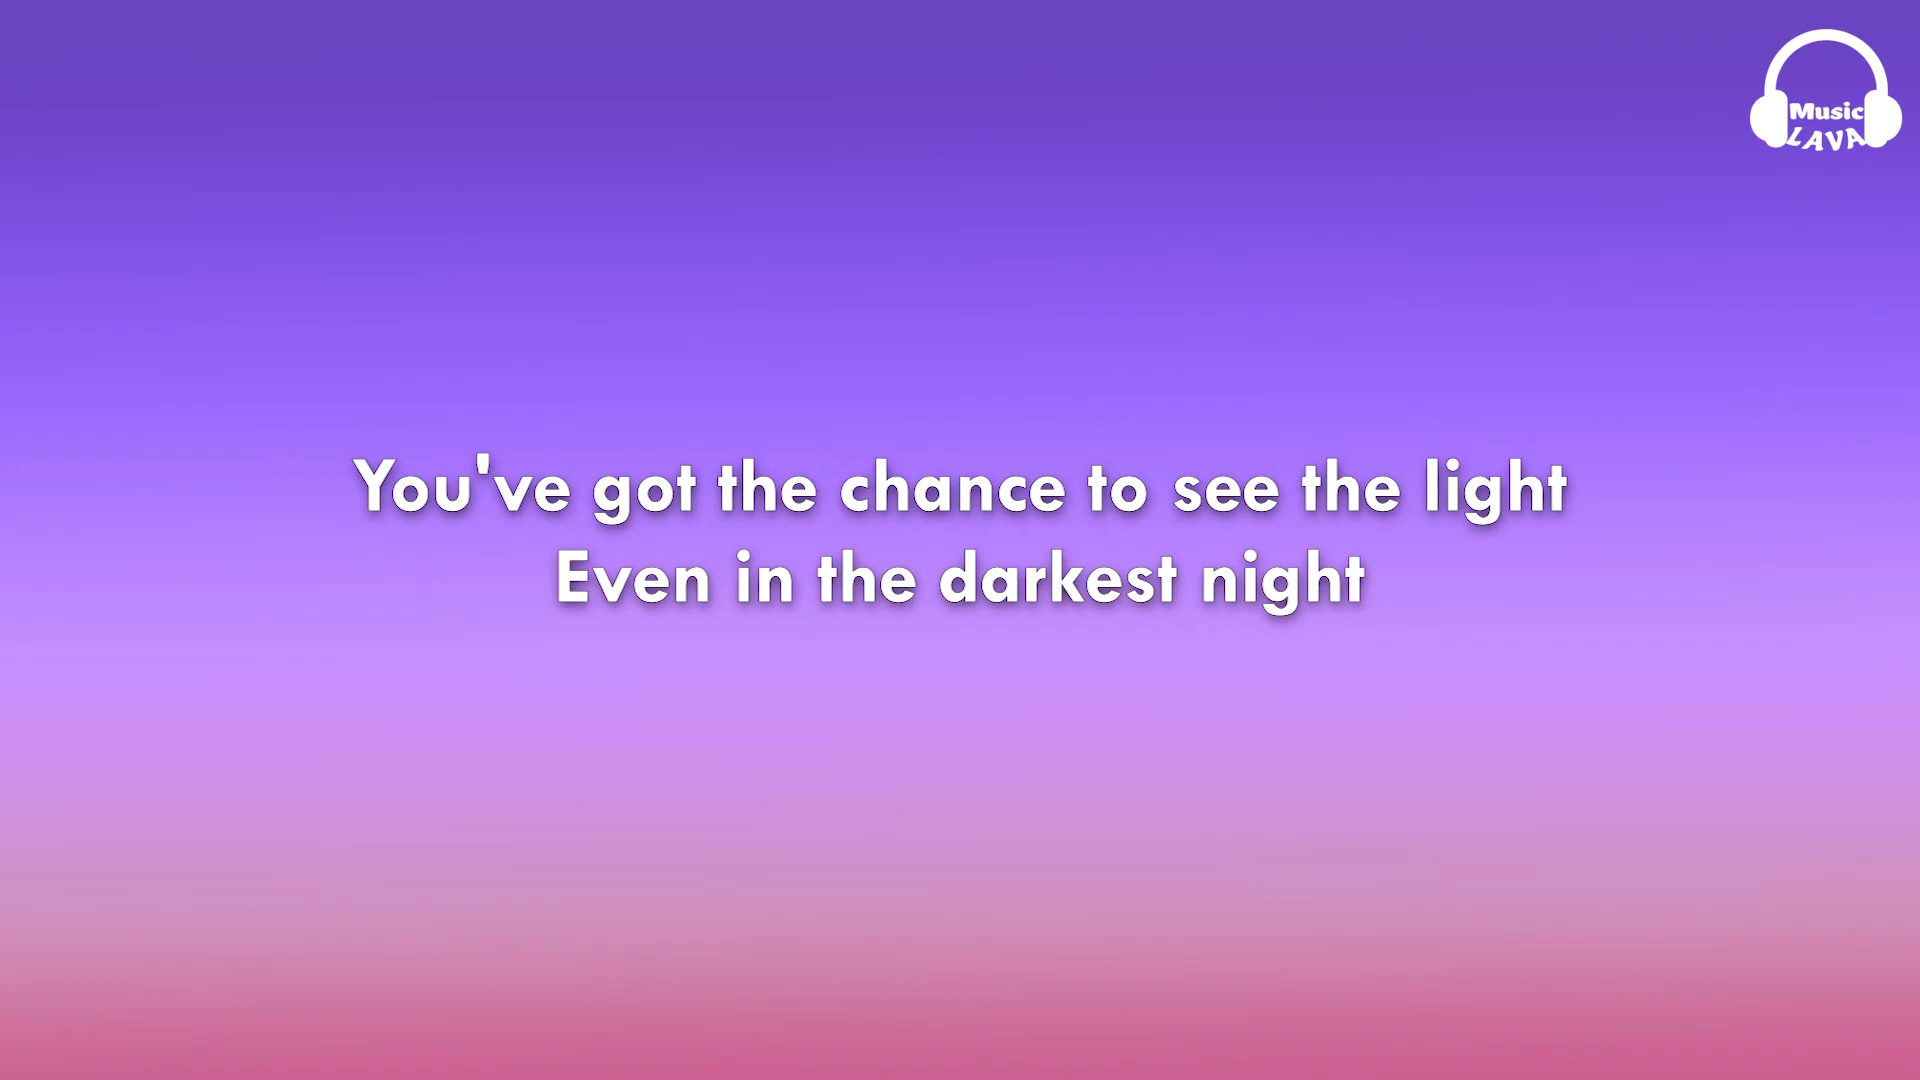 Music
LAVA
You've got the chance to see the light
Even in the darkest night